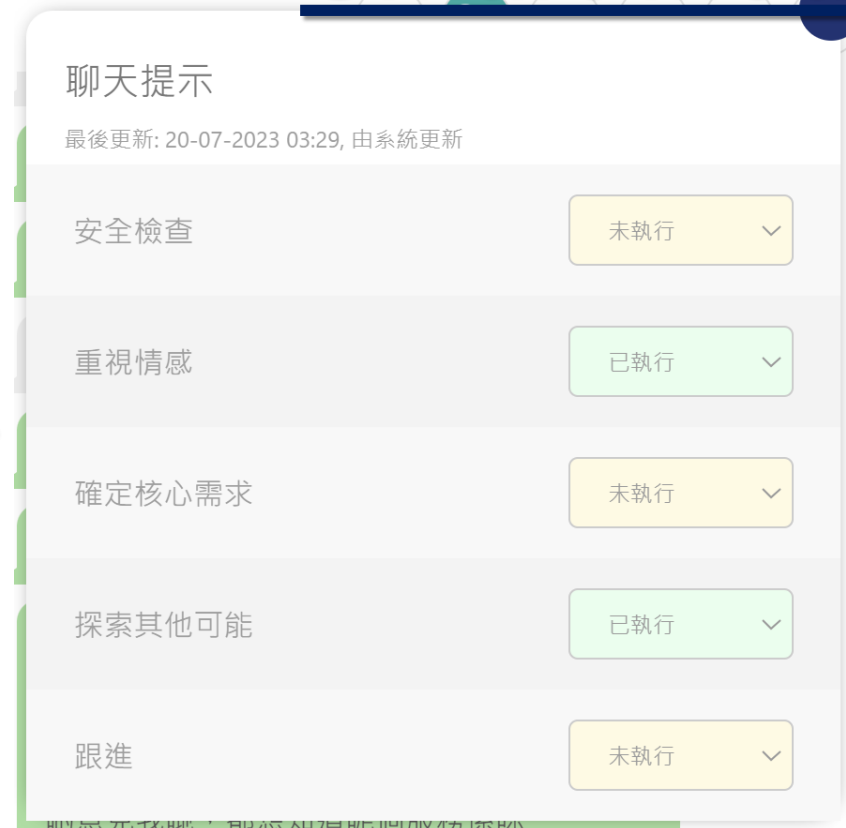 聊天提示
最後更新: 20-07-2023 03:29, 由系統更新
安全檢查 未執行
重視情感 已執行
確定核心需求 未執行
探索其他可能 已執行
跟進 未執行